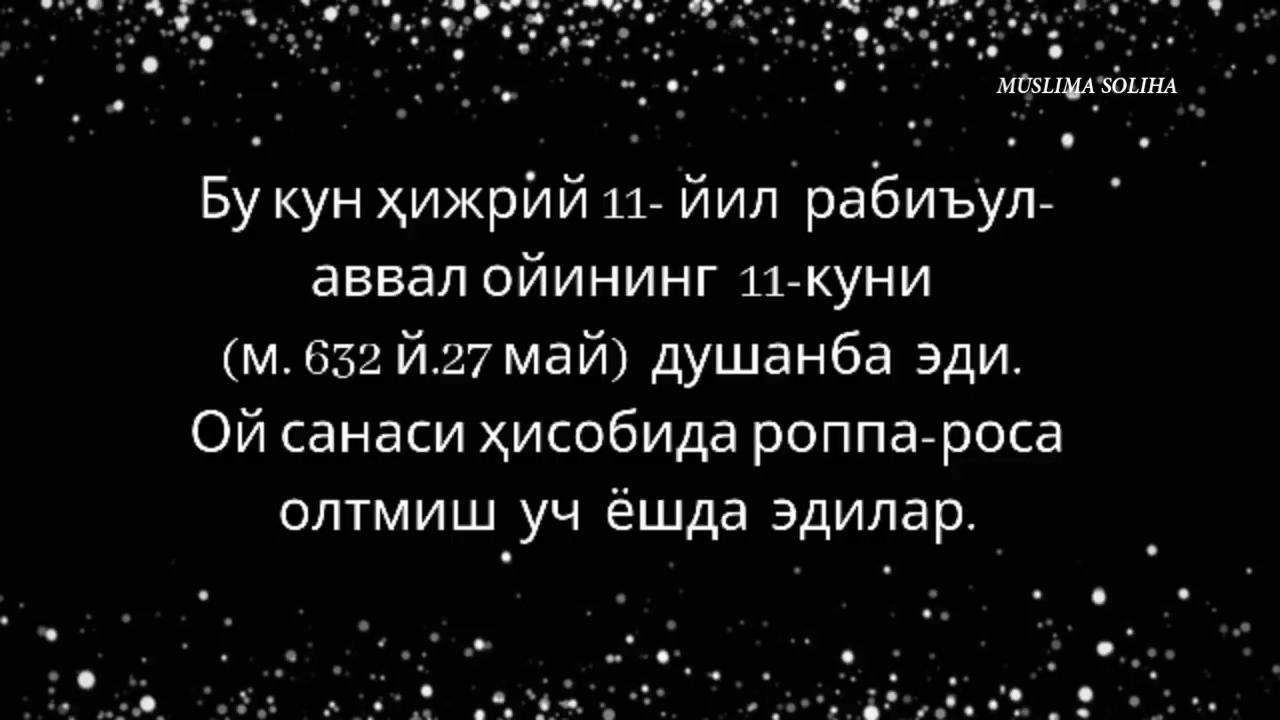 MUSLIMA SOLIHA
Бу кун ҳижрий 11- йил рабиъул-
аввал ойининг 11-куни
(м. 632 й.27 май) душанба эди.
Ой санаси ҳисобида роппа-роса
олтмиш уч ёшда эдилар.